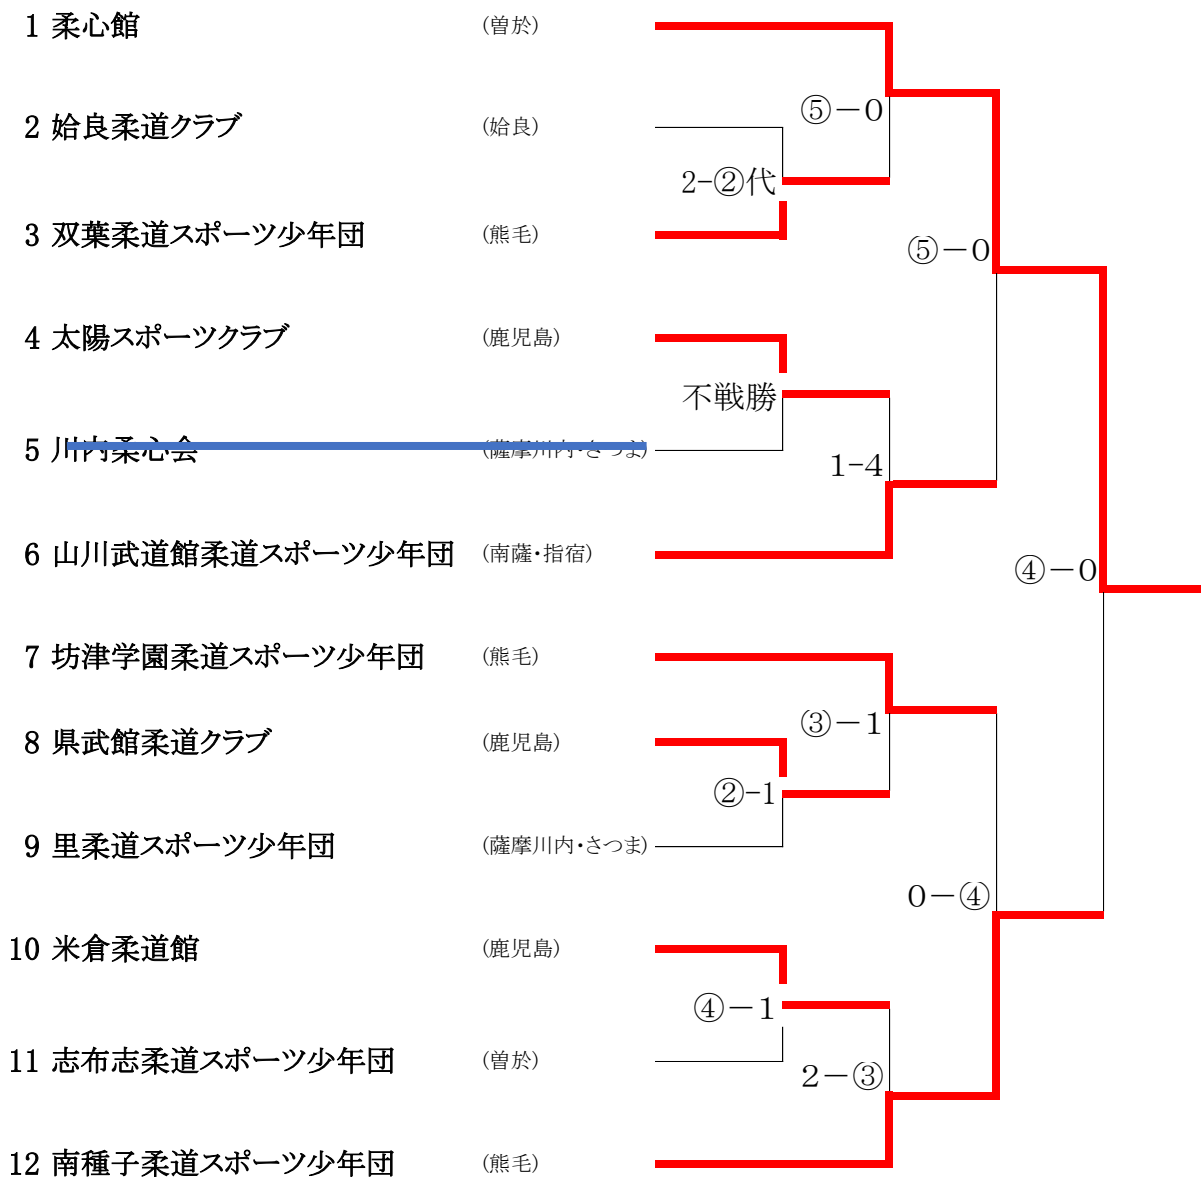 1 柔心館 (曽於)
⑤－0
2 姶良柔道クラブ (姶良)
2-②代
3 双葉柔道スポーツ少年団 (熊毛)
⑤－0
4 太陽スポーツクラブ (鹿児島)
不戦勝
5 川内柔心会 (薩摩川内・さつま)
1-4
6 山川武道館柔道スポーツ少年団 (南薩・指宿)
④－0
7 坊津学園柔道スポーツ少年団 (熊毛)
③－1
8 県武館柔道クラブ (鹿児島)
②-1
9 里柔道スポーツ少年団 (薩摩川内・さつま)
0－④
10 米倉柔道館 (鹿児島)
④－1
11 志布志柔道スポーツ少年団 (曽於)
2－③
12 南種子柔道スポーツ少年団 (熊毛)